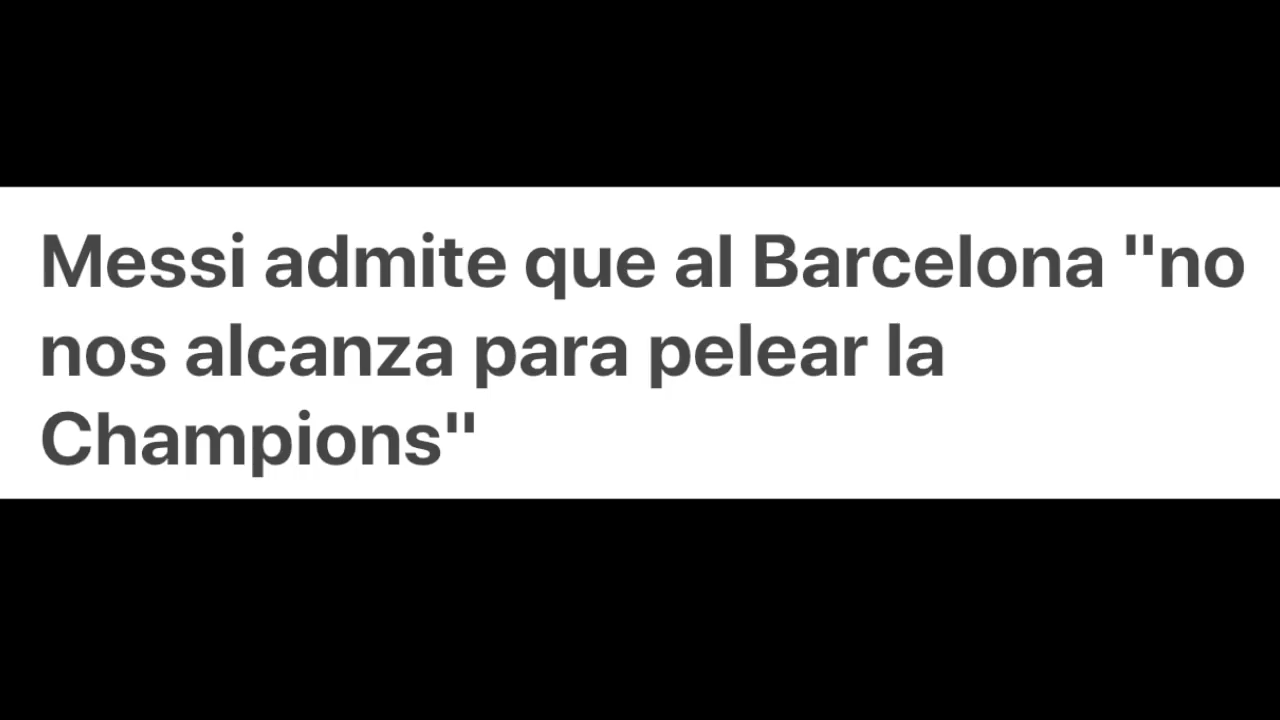 Messi admite que al Barcelona "no
nos alcanza para pelear la
Champions"